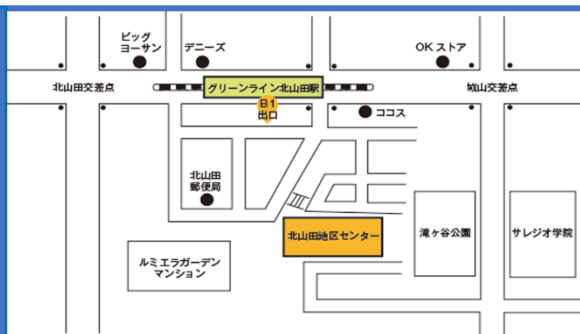 ビッグ
ヨーサン
デニーズ
OKストア
北山田交差点
グリーンライン北山田駅
城山交差点
B1
出口
ココス
北山田
郵便局
北山田地区センター
滝ヶ谷公園
サレジオ学院
ルミエラガーデン
マンション